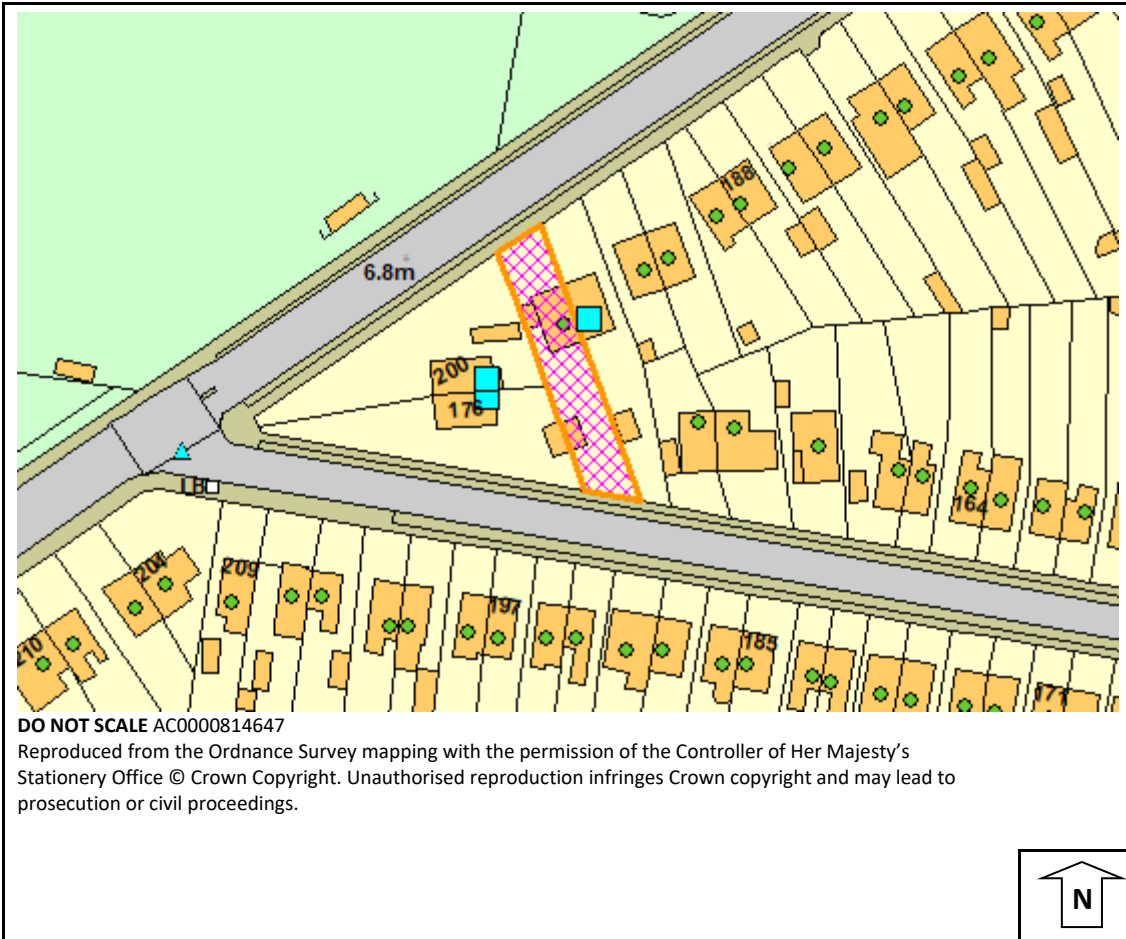 188
6.8m
200
176
LB
164
201
209
197
185
210
171
DO NOT SCALE AC0000814647
Reproduced from the Ordnance Survey mapping with the permission of the Controller of Her Majesty’s
Stationery Office © Crown Copyright. Unauthorised reproduction infringes Crown copyright and may lead to
prosecution or civil proceedings.
N